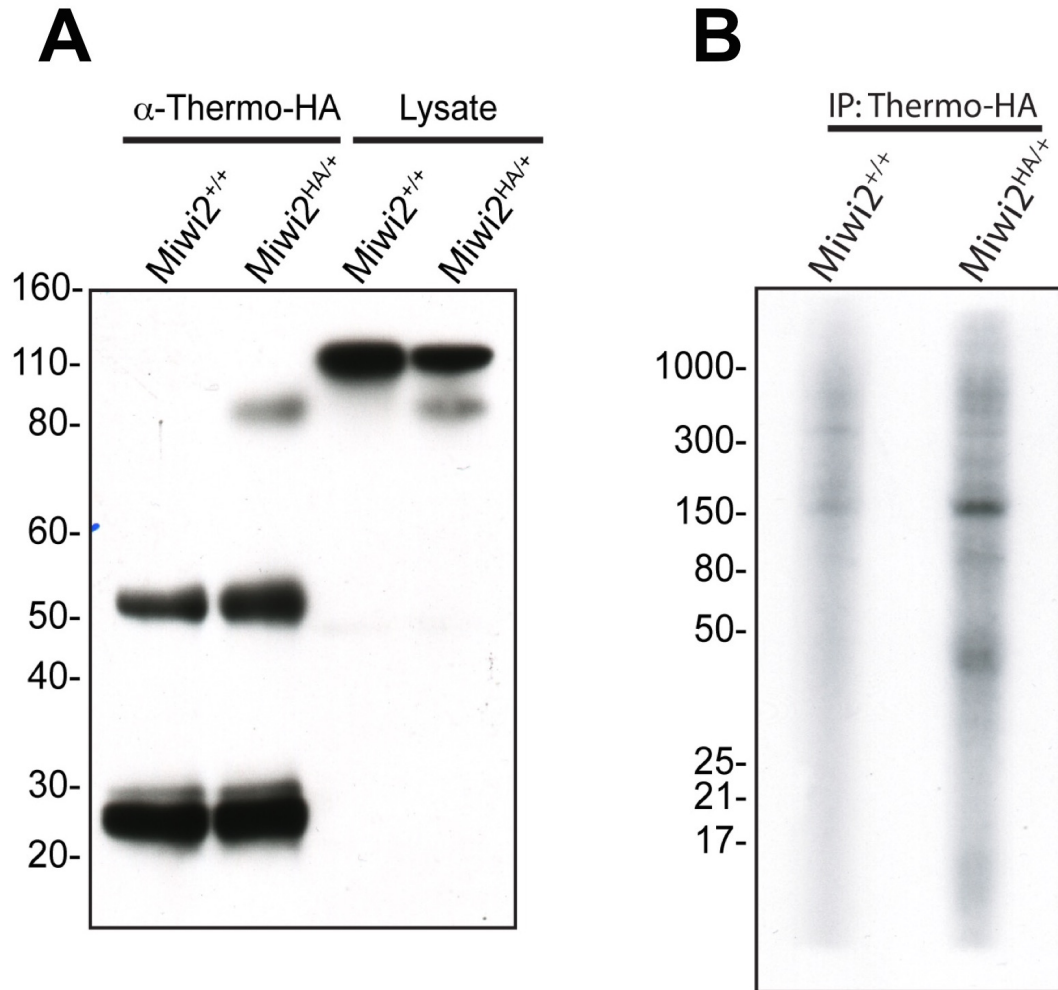 A
α-Thermo-HA
Lysate
Miwi2+/+
Miwi2HA/+
Miwi2+/+
Miwi2HA/+
160-
110-
80-
60-
50-
40-
30-
20-
B
IP: Thermo-HA
Miwi2+/+
Miwi2HA/+
1000-
300-
150-
80-
50-
25-
21-
17-